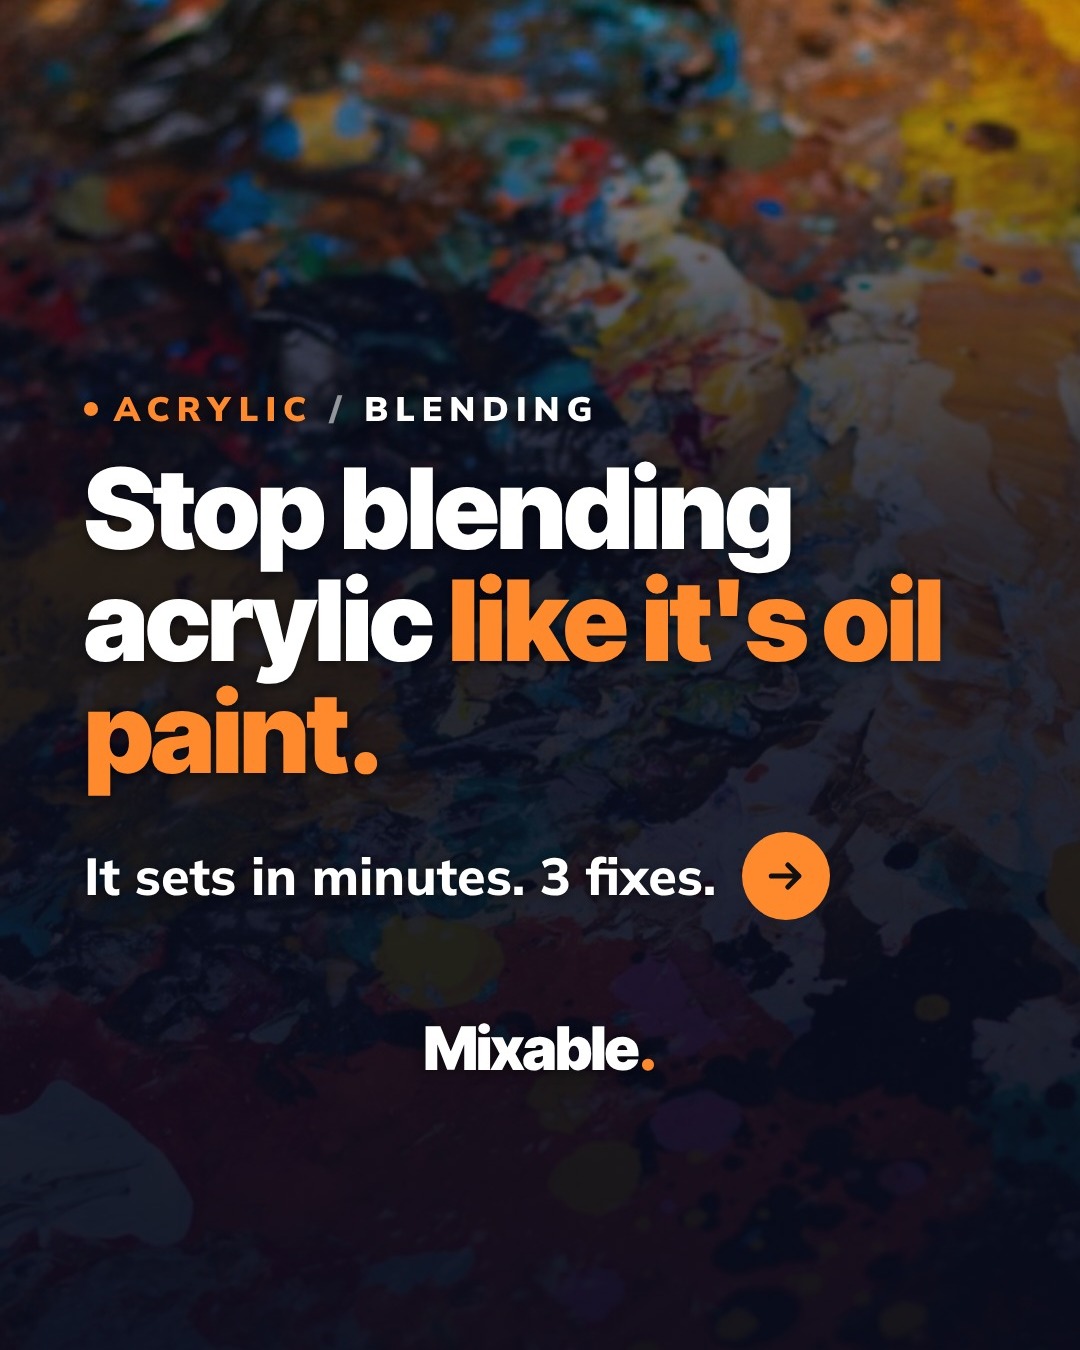 • ACRYLIC / BLENDING
Stop blending
acrylic like it's oil
paint.
It sets in minutes. 3 fixes. →
Mixable.